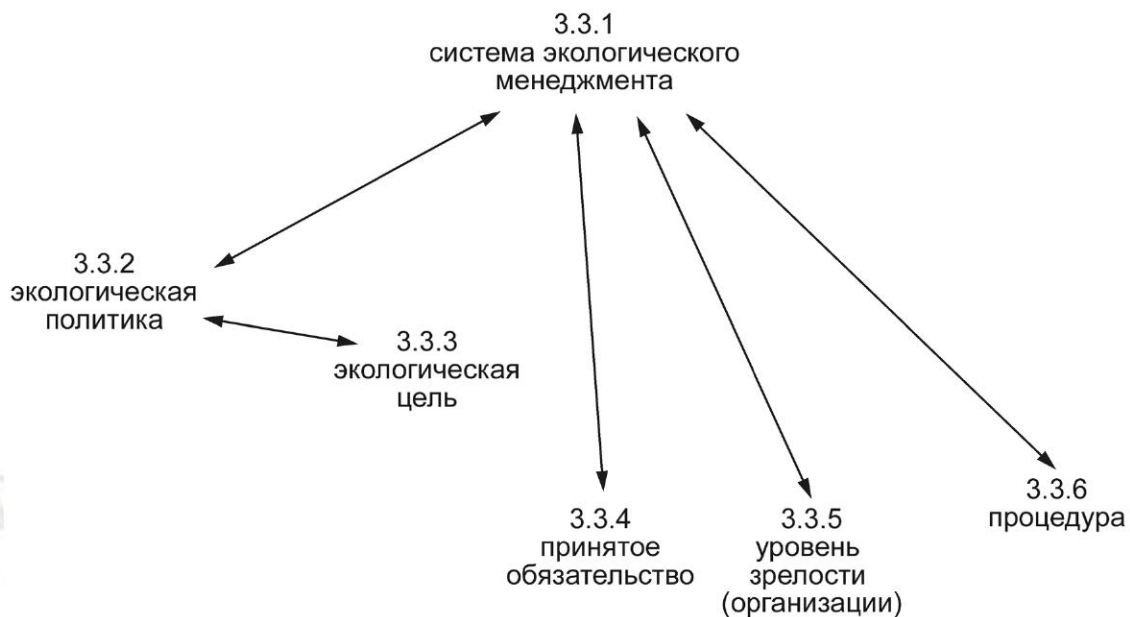 3.3.1
система экологического
менеджмента
3.3.2
экологическая
политика
3.3.3
экологическая
цель
3.3.4
принятое
обязательство
3.3.5
уровень
зрелости
(организации)
3.3.6
процедура